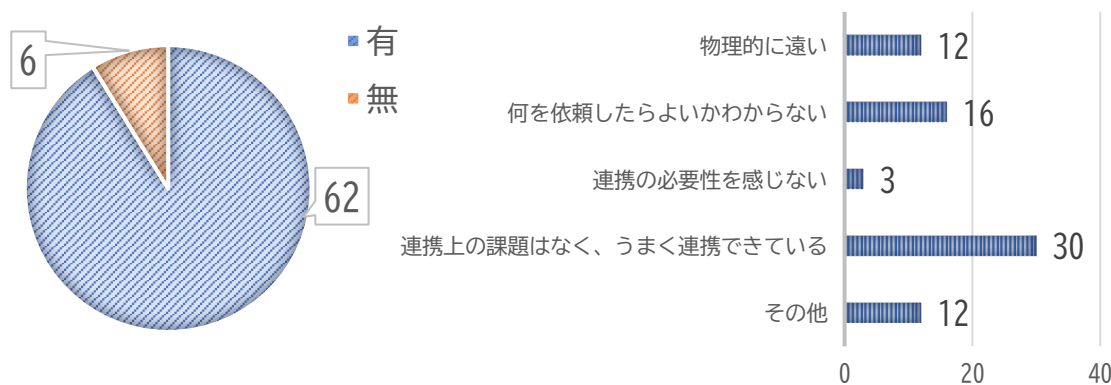 6
62
有
無
物理的に遠い
12
何を依頼したらよいかわからない
16
連携の必要性を感じない
3
連携上の課題はなく、うまく連携できている
30
その他
12
0 20 40